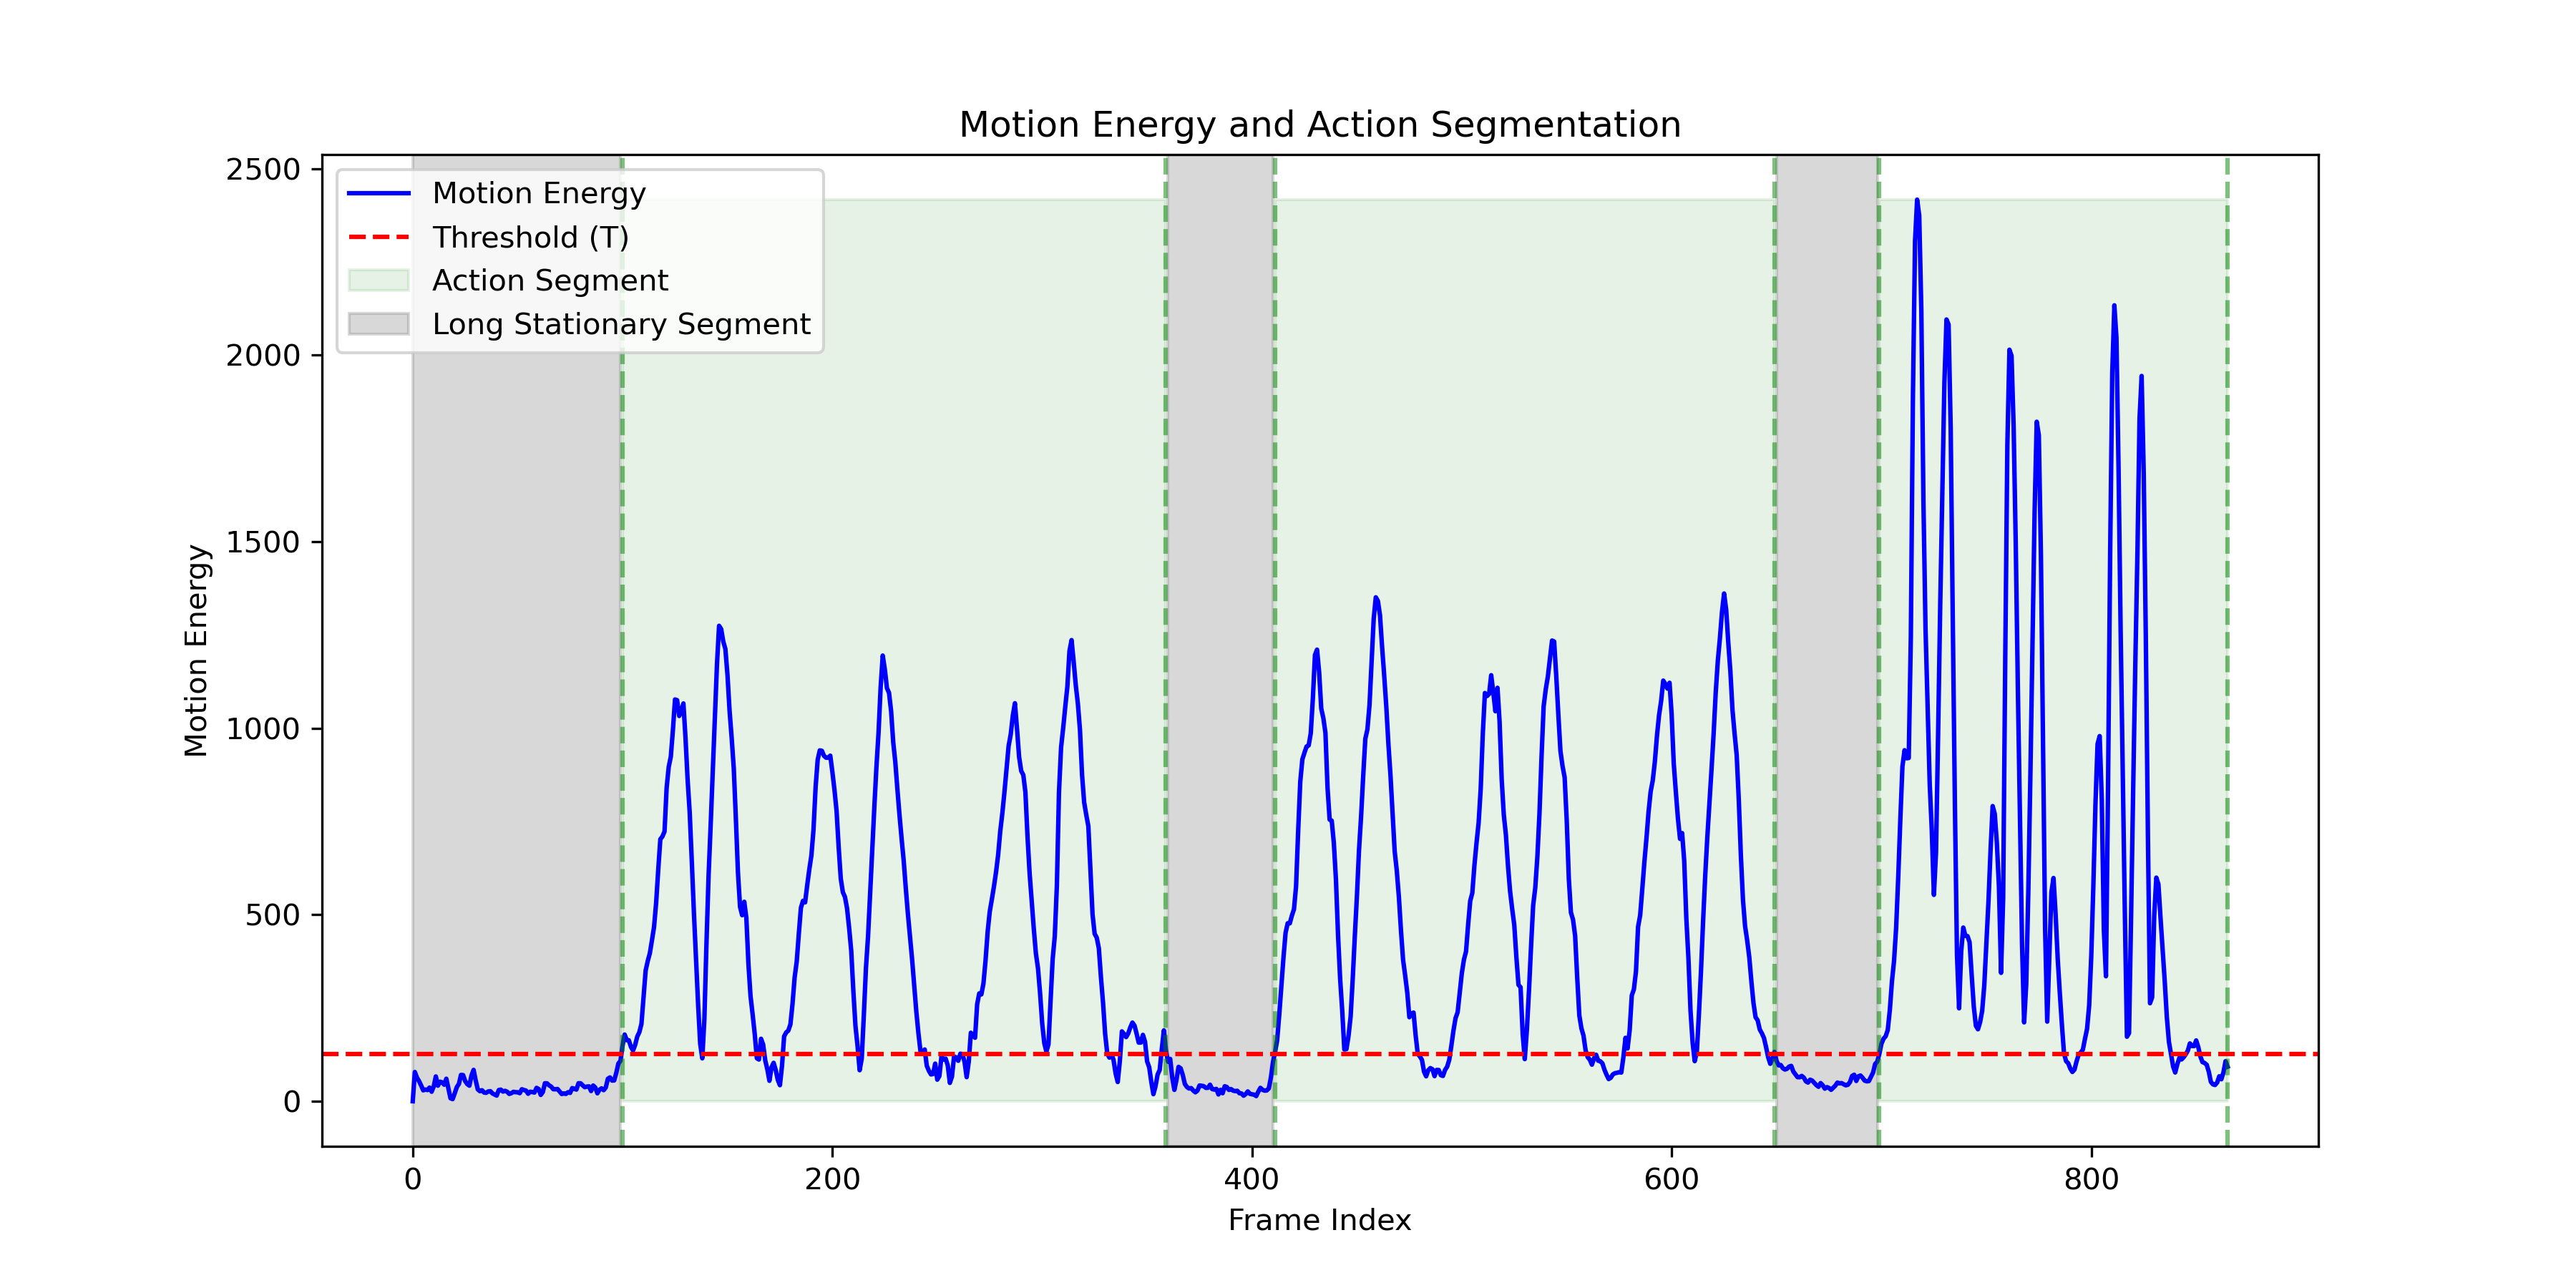 Motion Energy and Action Segmentation
Motion Energy
Threshold (T)
Action Segment
Long Stationary Segment
2500
2000
1500
1000
500
0
Motion Energy
0 200 400 600 800
Frame Index